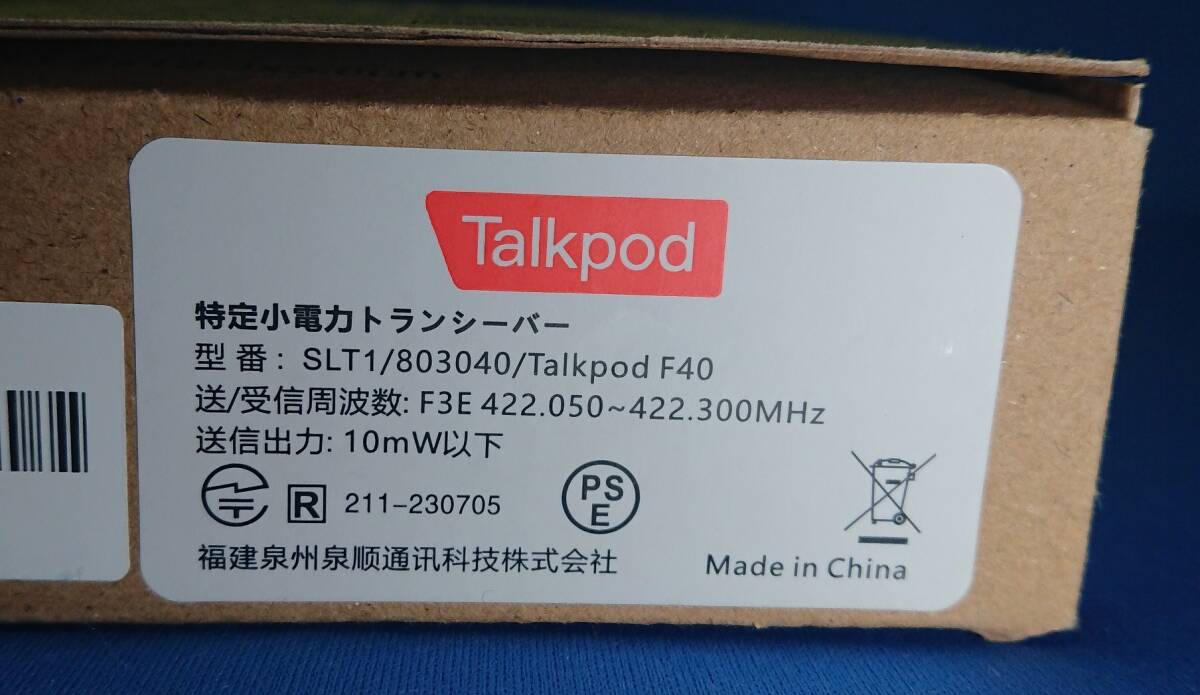 Talkpod
特定小電力トランシーバー
型 番 : SLT1/803040/Talkpod F40
送/受信周波数: F3E 422.050~422.300MHz
送信出力: 10mW以下
R 211-230705
PSE
福建泉州泉顺通讯科技株式会社
Made in China